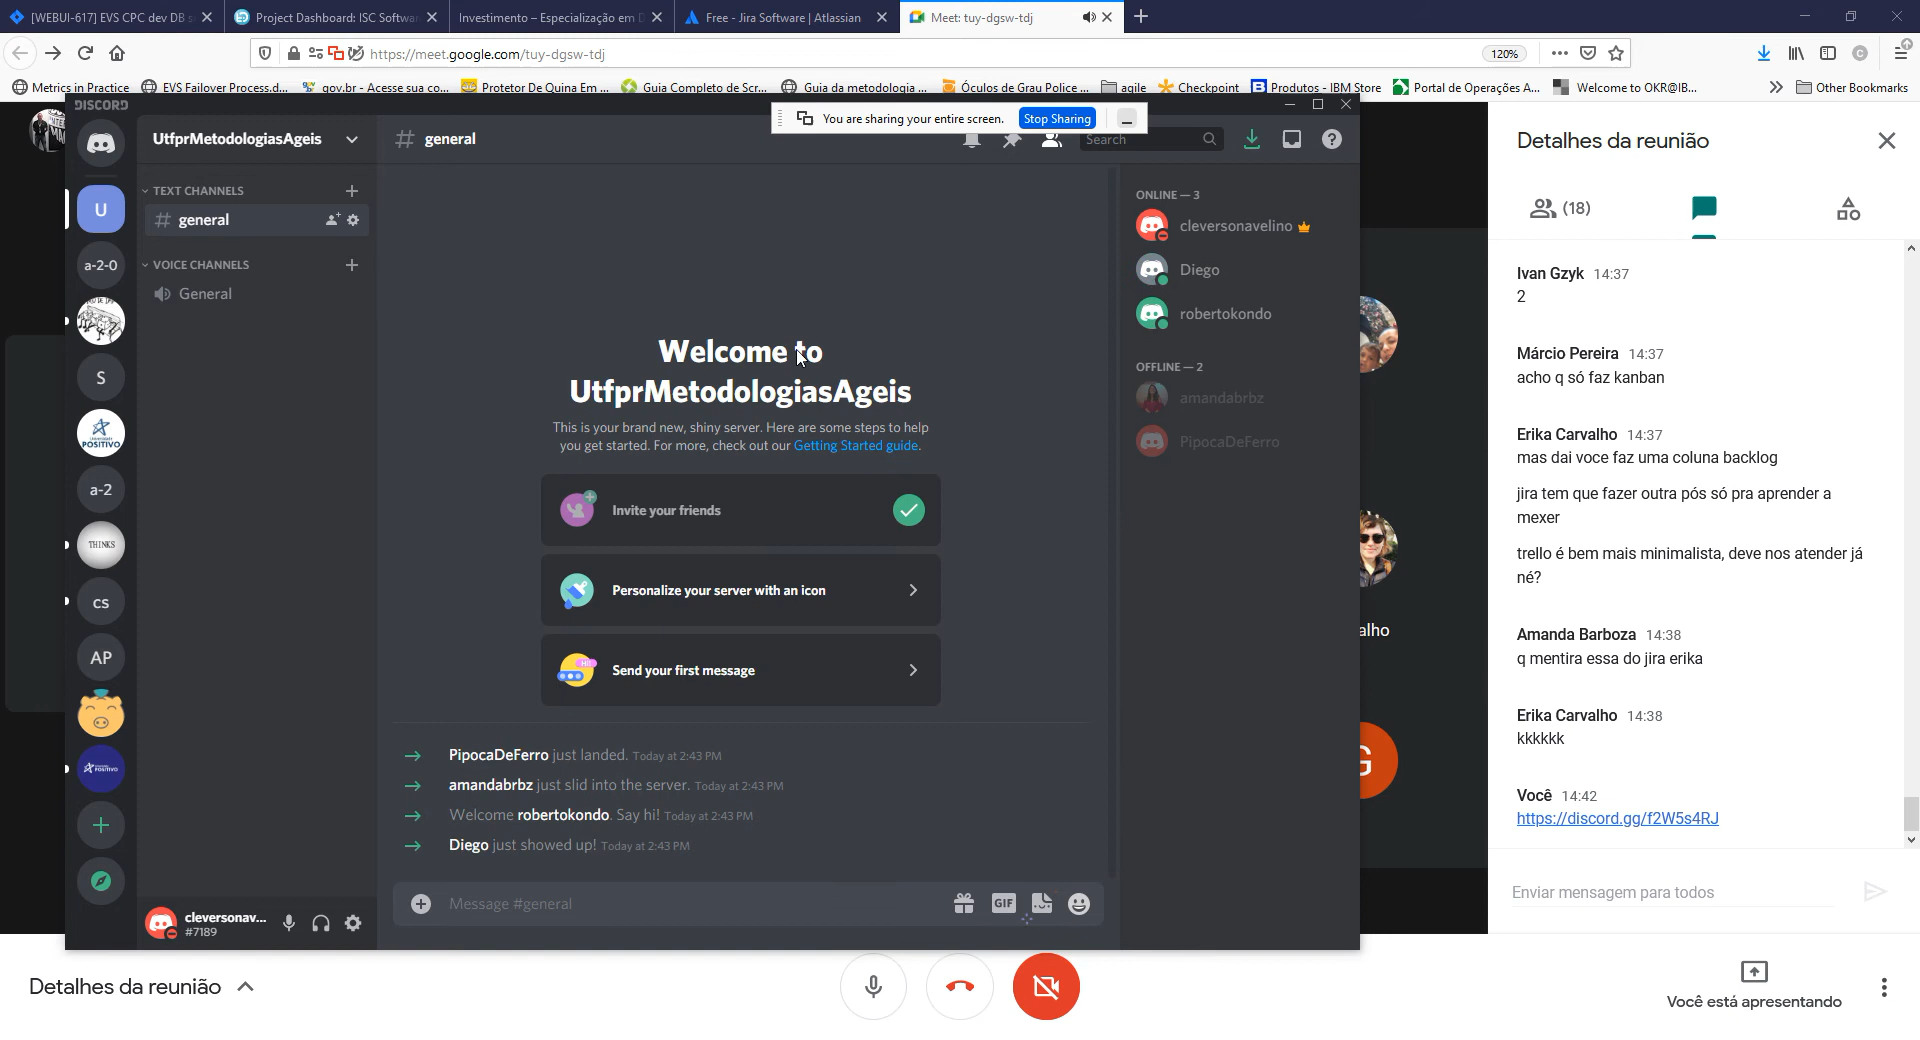 [WEBUI-617] EVS CPC dev DB s
Project Dashboard: ISC Softwar
Investimento – Especialização em D
Free - Jira Software | Atlassian
Meet: tuy-dgsw-tdj
https://meet.google.com/tuy-dgsw-tdj
120%
Metrics in Practice
EVS Failover Process.d...
gov.br - Acesse sua co...
Protetor De Quina Em ...
Guia Completo de Scr...
Guia da metodologia ...
Óculos de Grau Police ...
agile
Checkpoint
Produtos - IBM Store
Portal de Operações A...
Welcome to OKR@IB...
Other Bookmarks
DISCORD
You are sharing your entire screen.
Stop Sharing
UtfprMetodologiasAgeis
general
Search
TEXT CHANNELS
general
VOICE CHANNELS
General
U
a-2-0
S
POSITIVO
a-2
THINKS
cs
AP
POSITIVO
Welcome to
UtfprMetodologiasAgeis
This is your brand new, shiny server. Here are some steps to help
you get started. For more, check out our Getting Started guide.
Invite your friends
Personalize your server with an icon
Send your first message
PipocaDeFerro just landed. Today at 2:43 PM
amandabrbz just slid into the server. Today at 2:43 PM
Welcome robertokondo. Say hi! Today at 2:43 PM
Diego just showed up! Today at 2:43 PM
Message #general
GIF
cleversonav...
#7189
ONLINE — 3
cleversonavelino
Diego
robertokondo
OFFLINE — 2
amandabrbz
PipocaDeFerro
alho
G
Detalhes da reunião
(18)
Ivan Gzyk 14:37
2
Márcio Pereira 14:37
acho q só faz kanban
Erika Carvalho 14:37
mas dai voce faz uma coluna backlog
jira tem que fazer outra pós só pra aprender a
mexer
trello é bem mais minimalista, deve nos atender já
né?
Amanda Barboza 14:38
q mentira essa do jira erika
Erika Carvalho 14:38
kkkkkk
Você 14:42
https://discord.gg/f2W5s4RJ
Enviar mensagem para todos
Detalhes da reunião
Você está apresentando